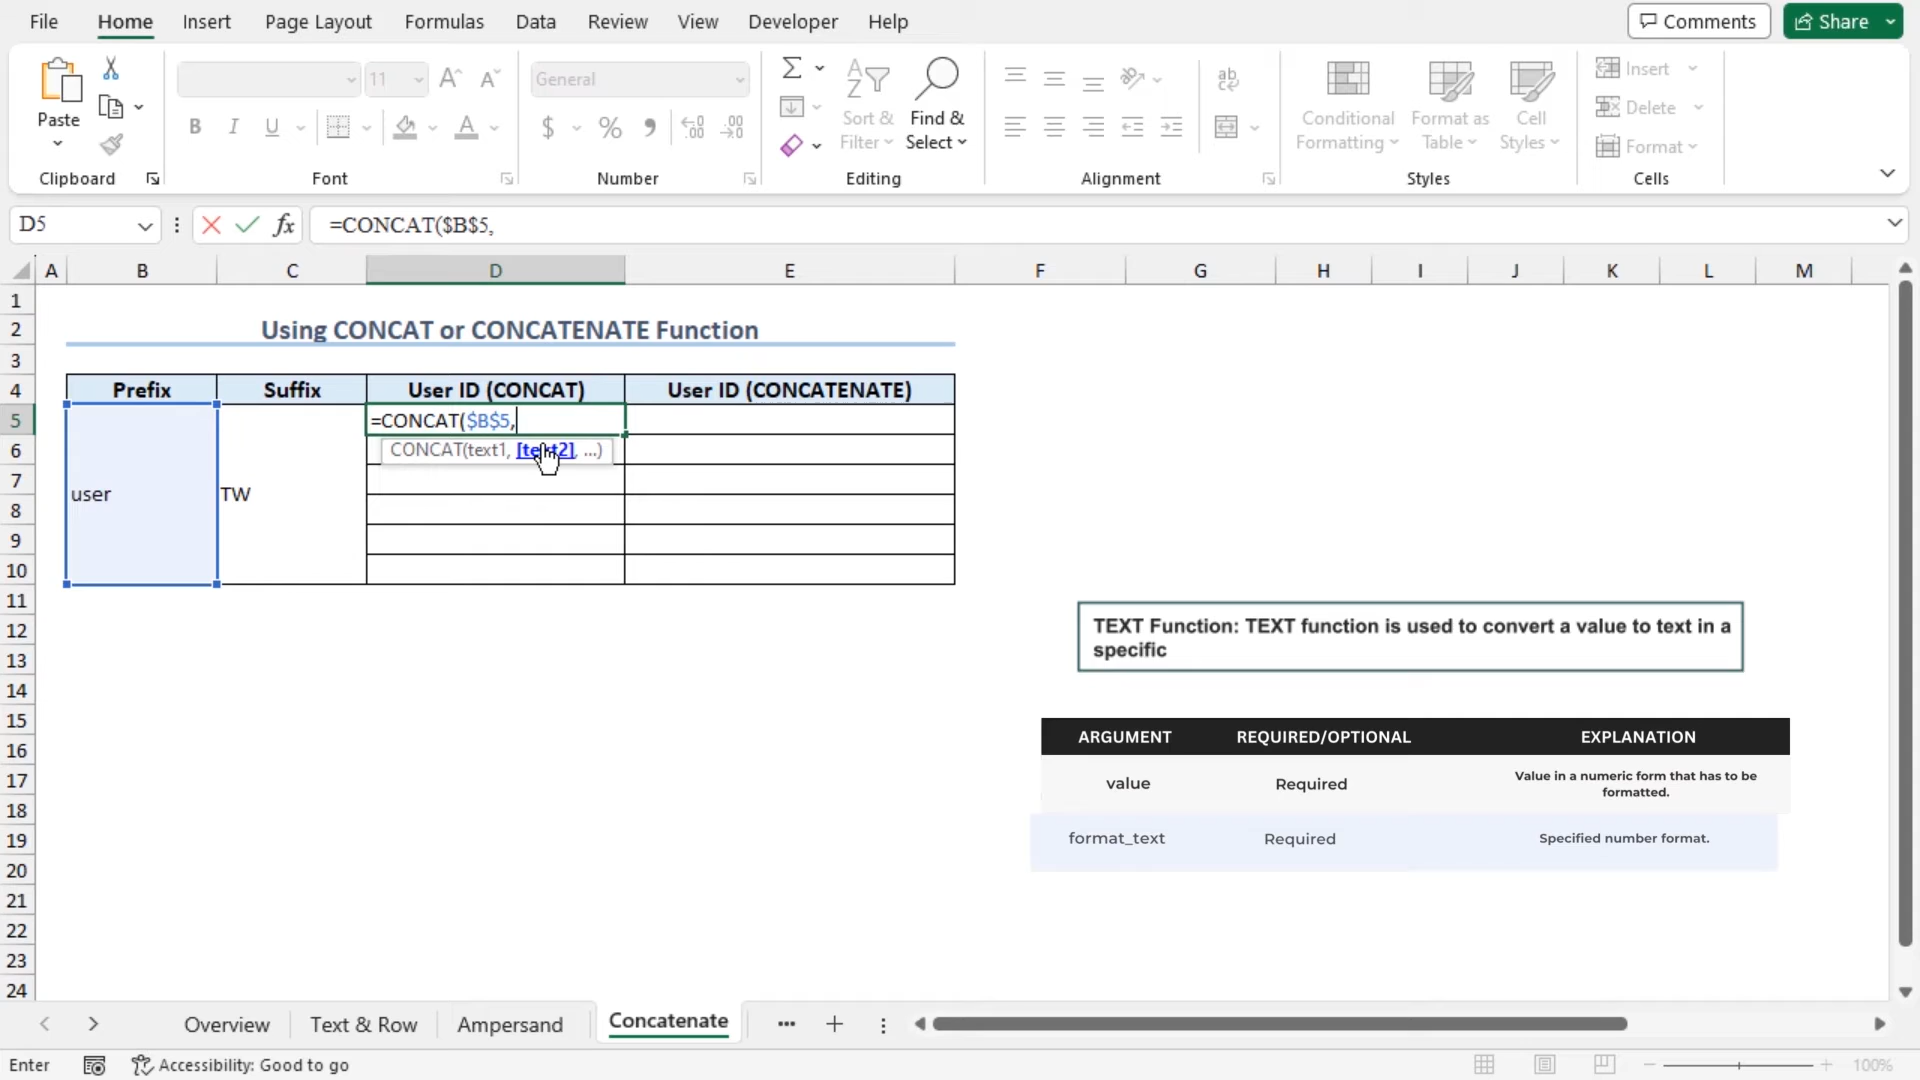 File Home Insert Page Layout Formulas Data Review View Developer Help Comments Share
Paste
11
General
Sort & Filter
Find & Select
ab
Conditional Formatting
Format as Table
Cell Styles
Insert
Delete
Format
Clipboard Font Number Editing Alignment Styles Cells
D5 fx =CONCAT($B$5,
A B C D E F G H I J K L M
1
2 Using CONCAT or CONCATENATE Function
3
4 Prefix Suffix User ID (CONCAT) User ID (CONCATENATE)
5 =CONCAT($B$5,
6 CONCAT(text1, [text2], ...)
7
user TW
8
9
10
11
12 TEXT Function: TEXT function is used to convert a value to text in a
13 specific
14
15
16 ARGUMENT REQUIRED/OPTIONAL EXPLANATION
17 value Required Value in a numeric form that has to be
formatted.
18
19 format_text Required Specified number format.
20
21
22
23
24
Overview Text & Row Ampersand Concatenate
Enter Accessibility: Good to go 100%